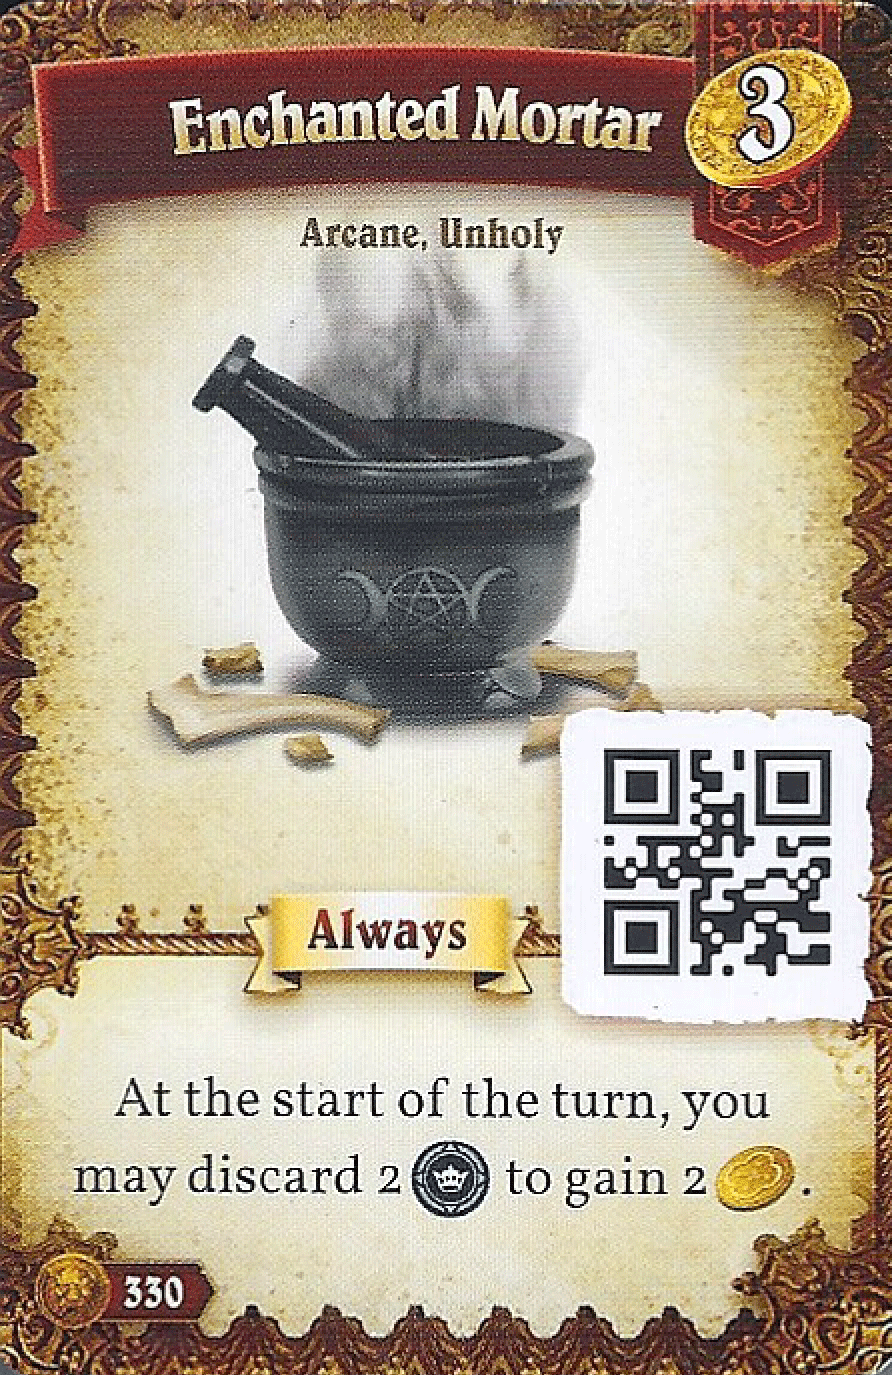 Enchanted Mortar
3
Arcane, Unholy
Always
At the start of the turn, you
may discard 2 to gain 2 .
330